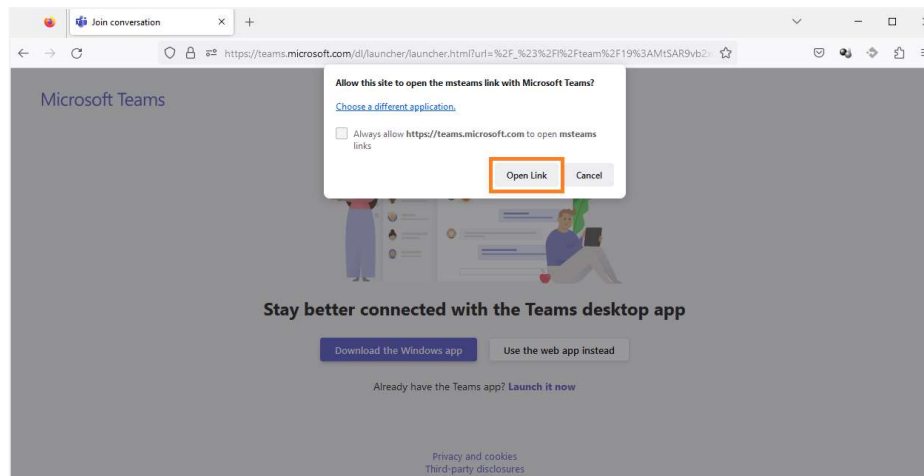 Join conversation
https://teams.microsoft.com/dl/launcher/launcher.html?url=%2F_%23%2Fl%2Fteam%2F19%3AMtSAR9vb2
Allow this site to open the msteams link with Microsoft Teams?
Microsoft Teams
Choose a different application.
Always allow https://teams.microsoft.com to open msteams
links
Open Link Cancel
Stay better connected with the Teams desktop app
Download the Windows app Use the web app instead
Already have the Teams app? Launch it now
Privacy and cookies
Third-party disclosures